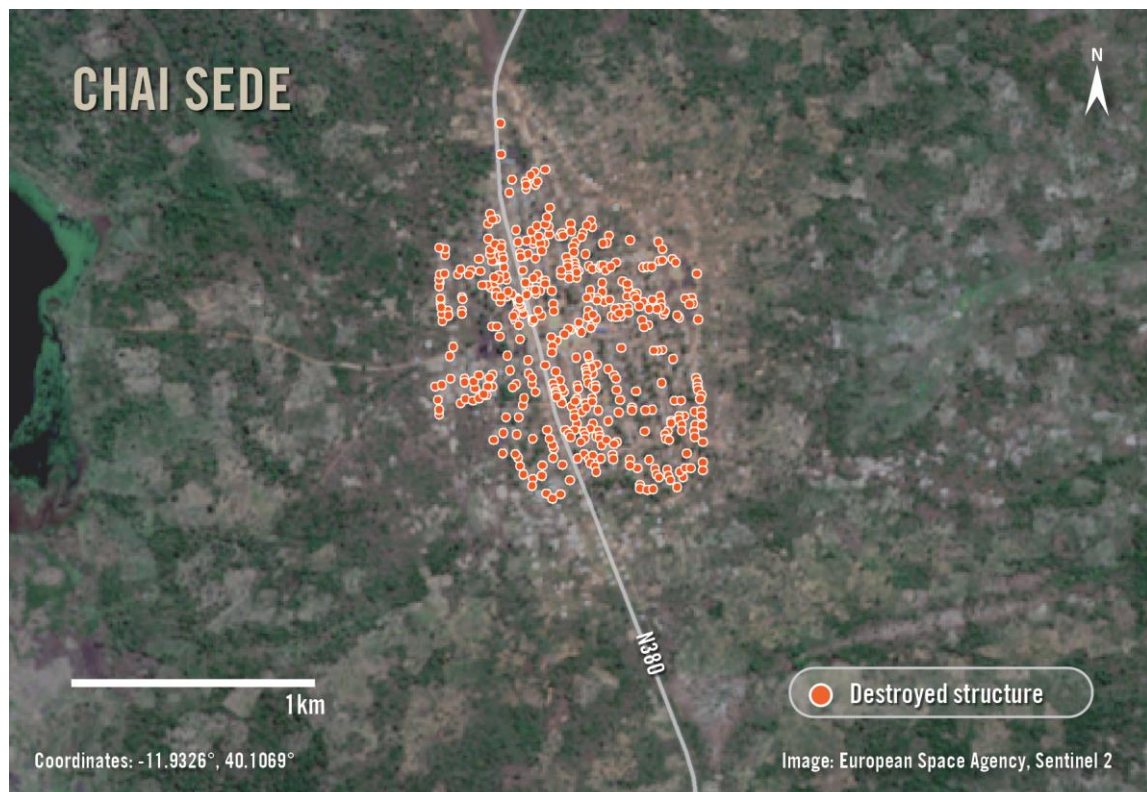 CHAI SEDE
N
N380
1km
Destroyed structure
Coordinates: -11.9326°, 40.1069°
Image: European Space Agency, Sentinel 2